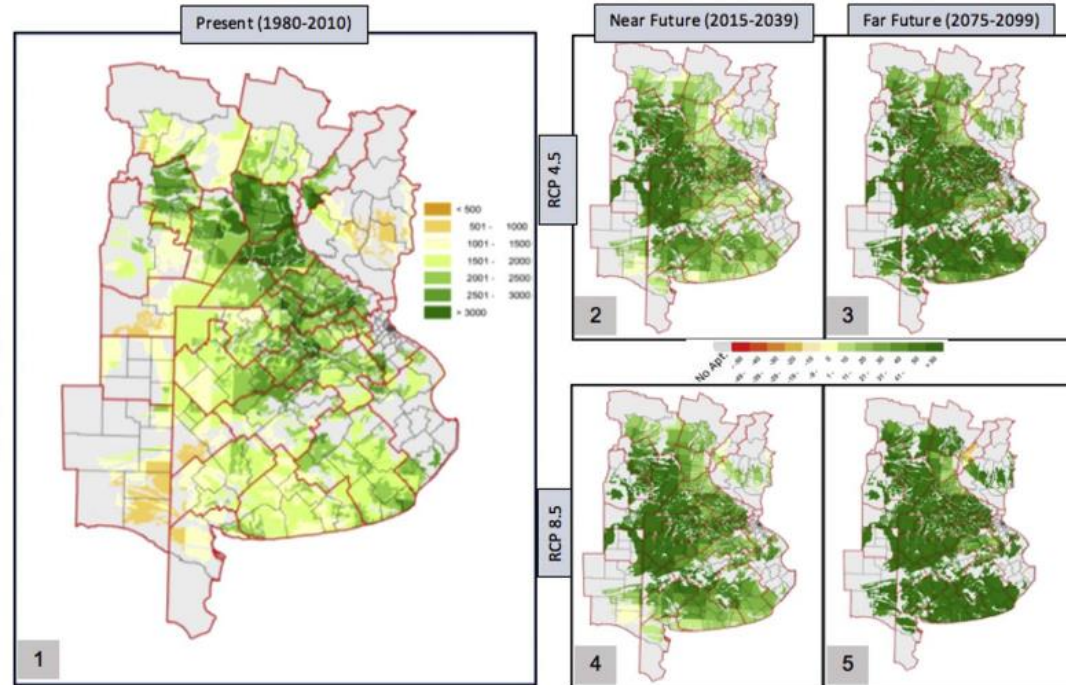 Present (1980-2010)
Near Future (2015-2039)
Far Future (2075-2099)
RCP 4.5
< 500
501 - 1000
1001 - 1500
1501 - 2000
2001 - 2500
2501 - 3000
> 3000
2
3
No Apt.
RCP 8.5
1
4
5